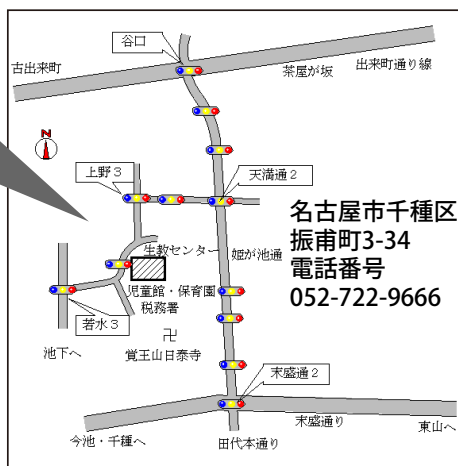 谷口
古出来町
茶屋が坂
出来町通り線
N
上野3
天満通2
名古屋市千種区
振甫町3-34
電話番号
052-722-9666
生教センター
姫が池通
児童館・保育園
税務署
若水3
卍
覚王山日泰寺
池下へ
末盛通2
今池・千種へ
田代本通り
末盛通り
東山へ